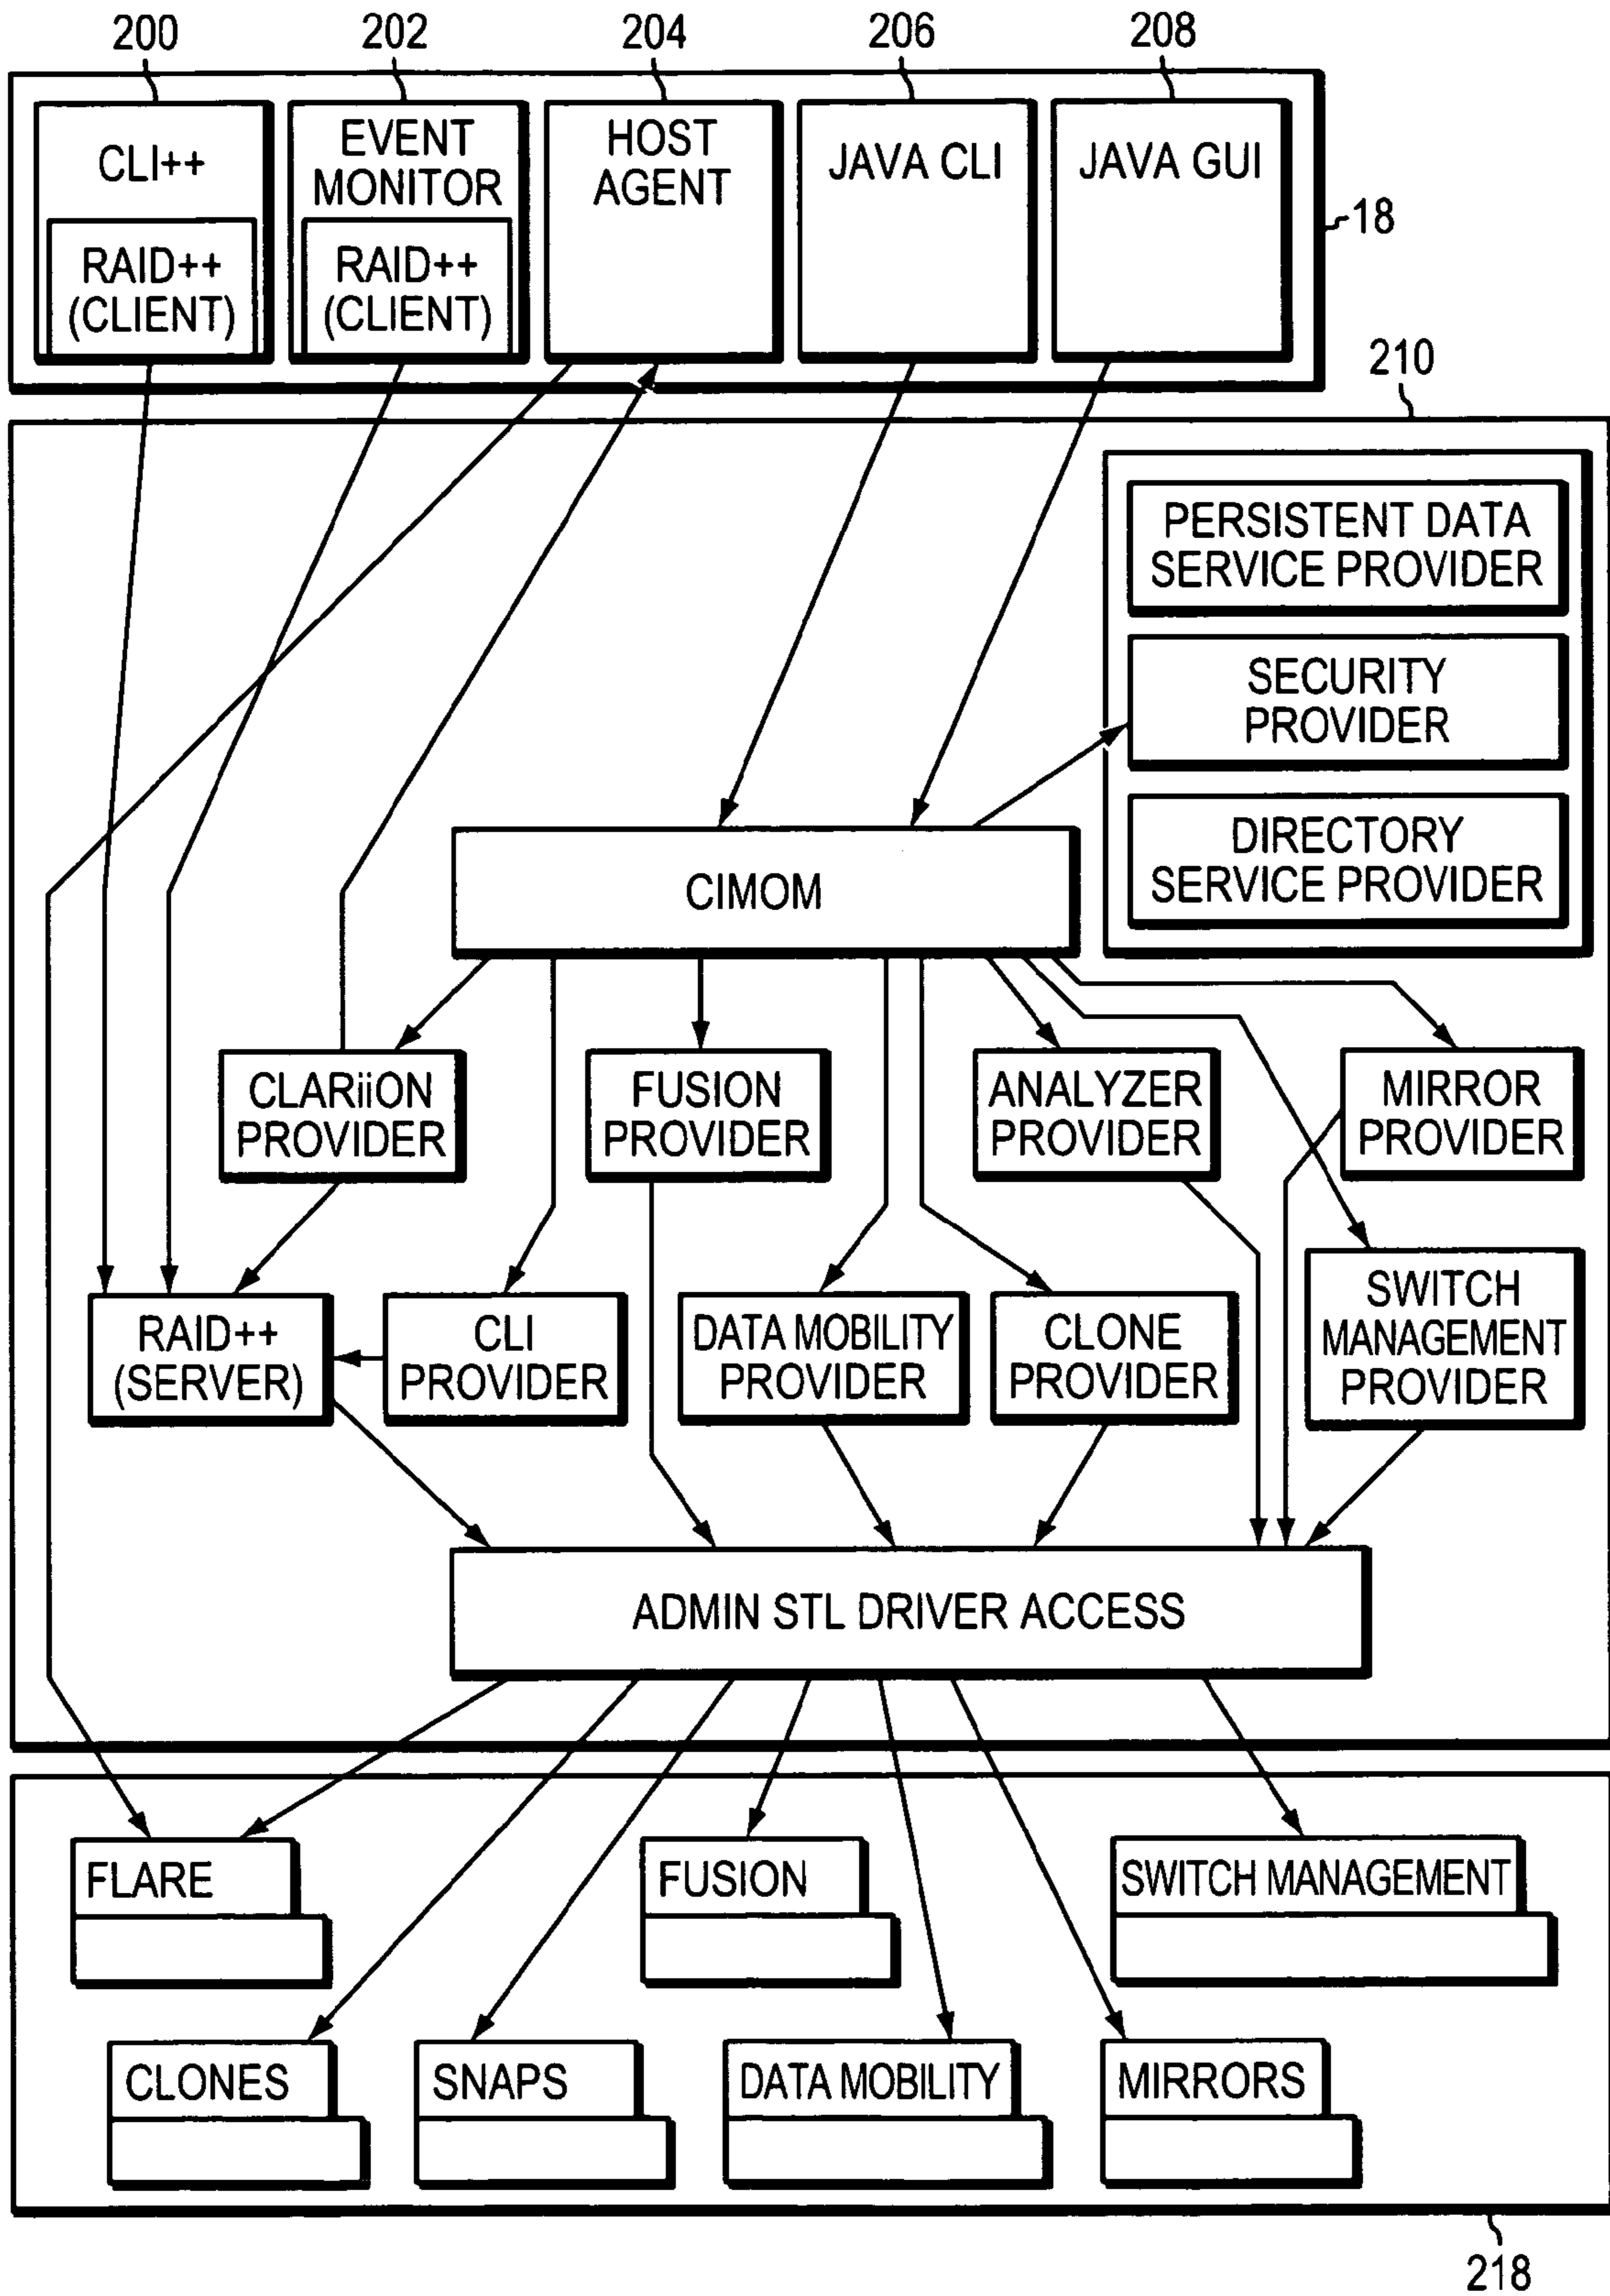 200
202
204
206
208
CLI++
RAID++
(CLIENT)
EVENT
MONITOR
RAID++
(CLIENT)
HOST
AGENT
JAVA CLI
JAVA GUI
18
210
PERSISTENT DATA
SERVICE PROVIDER
SECURITY
PROVIDER
DIRECTORY
SERVICE PROVIDER
CIMOM
CLARiiON
PROVIDER
FUSION
PROVIDER
ANALYZER
PROVIDER
MIRROR
PROVIDER
RAID++
(SERVER)
CLI
PROVIDER
DATA MOBILITY
PROVIDER
CLONE
PROVIDER
SWITCH
MANAGEMENT
PROVIDER
ADMIN STL DRIVER ACCESS
FLARE
FUSION
SWITCH MANAGEMENT
CLONES
SNAPS
DATA MOBILITY
MIRRORS
218